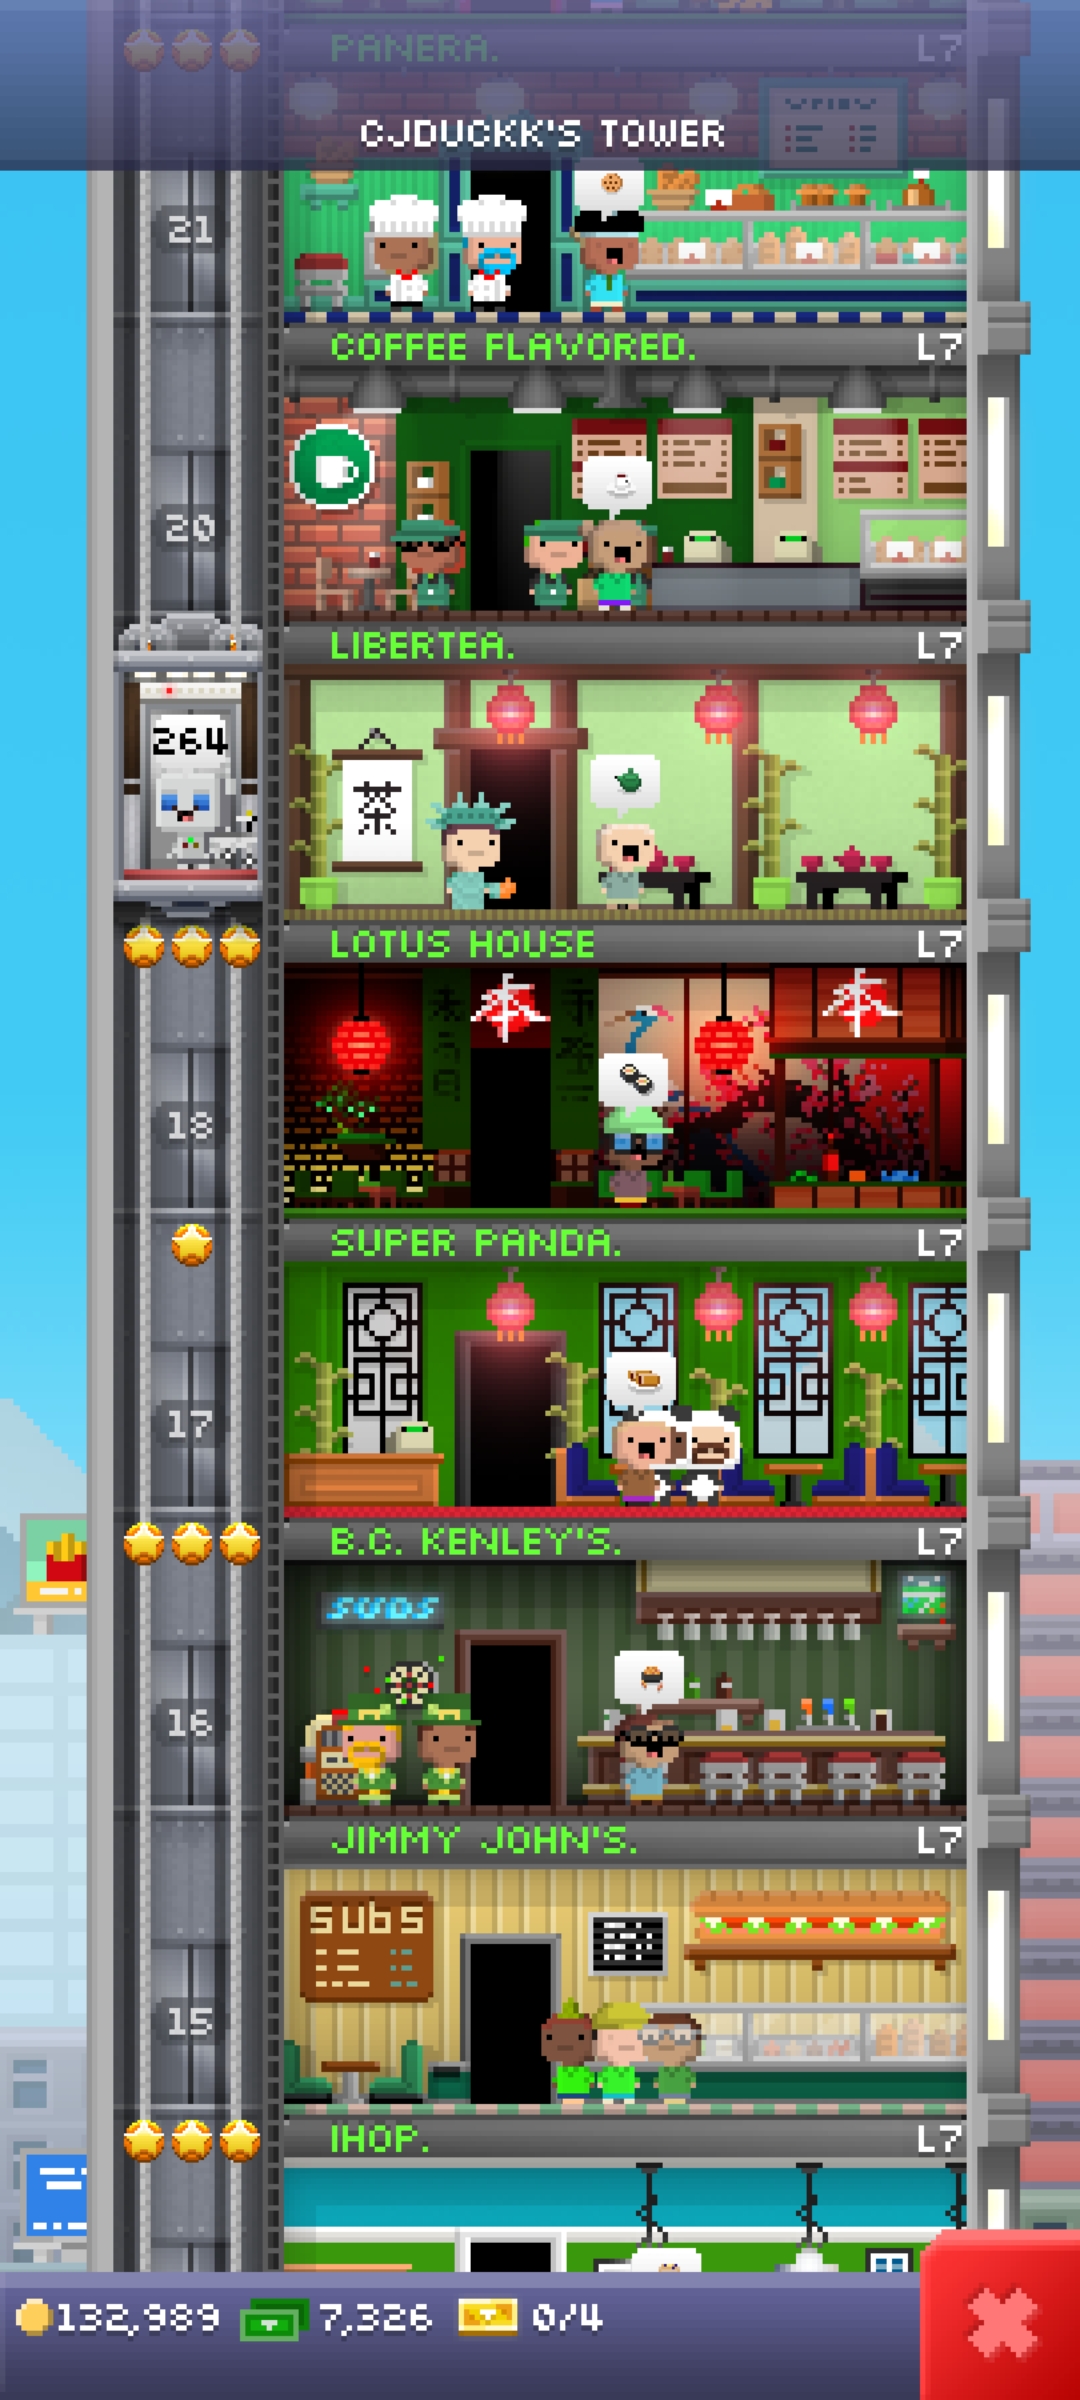 PANERA. L7
CJDUCKK'S TOWER
21
COFFEE FLAVORED. L7
20
LIBERTEA. L7
264
茶
LOTUS HOUSE L7
18
SUPER PANDA. L7
17
B.C. KENLEY'S. L7
SUDS
16
JIMMY JOHN'S. L7
SUBS
15
IHOP. L7
132,989 7,326 0/4